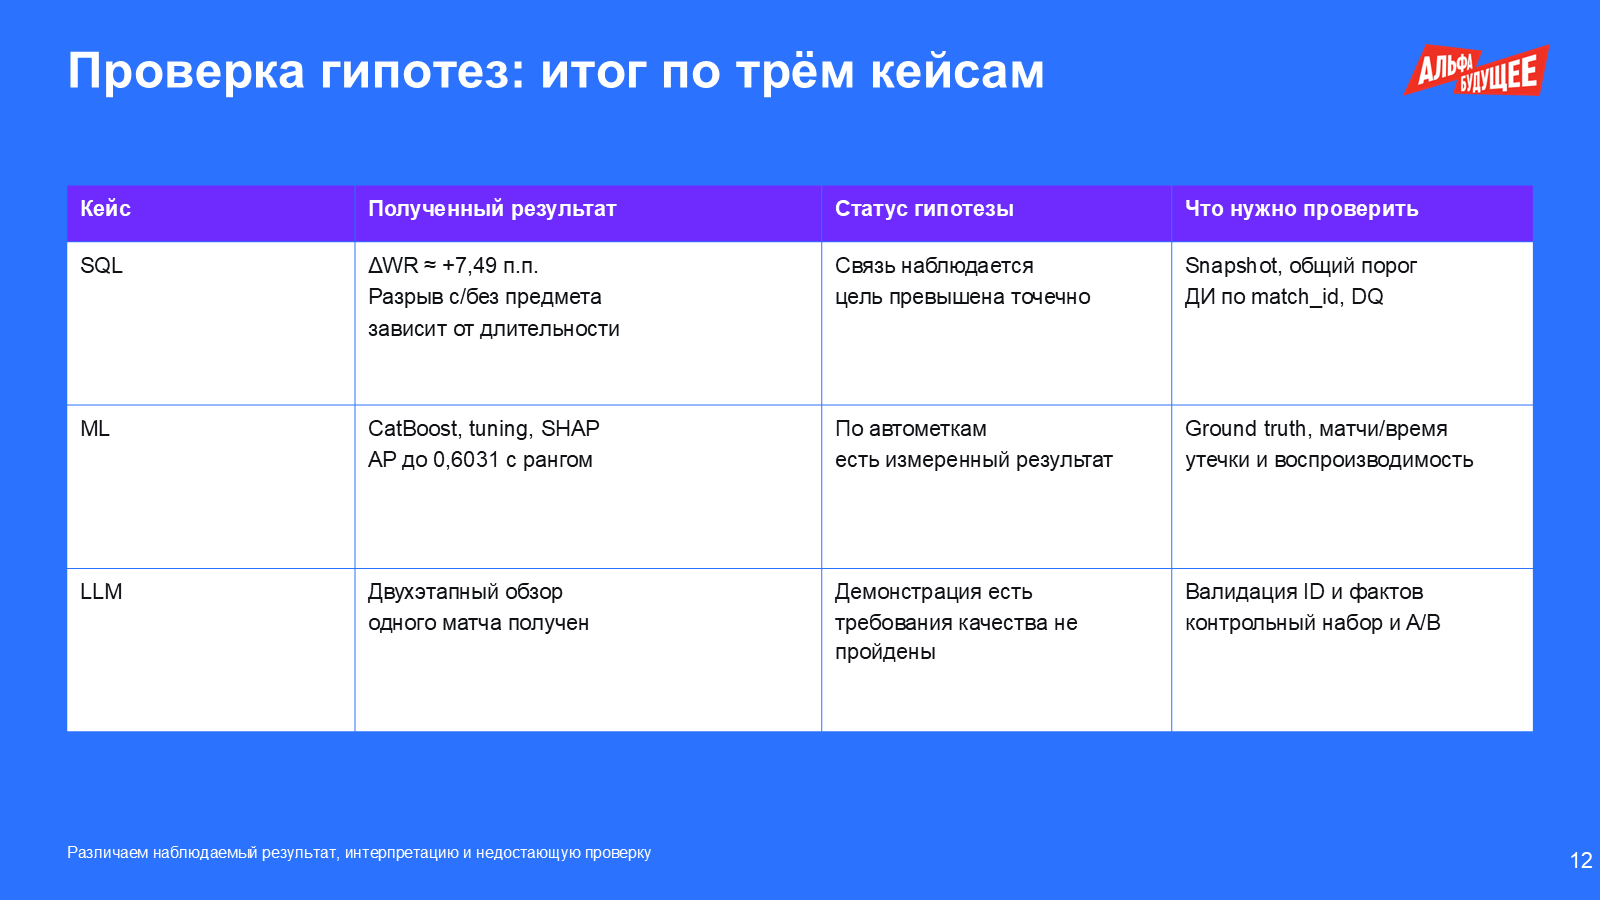 Проверка гипотез: итог по трём кейсам
АЛЬФА
БУДУЩЕЕ
Кейс
Полученный результат
Статус гипотезы
Что нужно проверить
SQL
ΔWR ≈ +7,49 п.п.
Разрыв с/без предмета
зависит от длительности
Связь наблюдается
цель превышена точечно
Snapshot, общий порог
ДИ по match_id, DQ
ML
CatBoost, tuning, SHAP
AP до 0,6031 с рангом
По автометкам
есть измеренный результат
Ground truth, матчи/время
утечки и воспроизводимость
LLM
Двухэтапный обзор
одного матча получен
Демонстрация есть
требования качества не
пройдены
Валидация ID и фактов
контрольный набор и A/B
Различаем наблюдаемый результат, интерпретацию и недостающую проверку
12